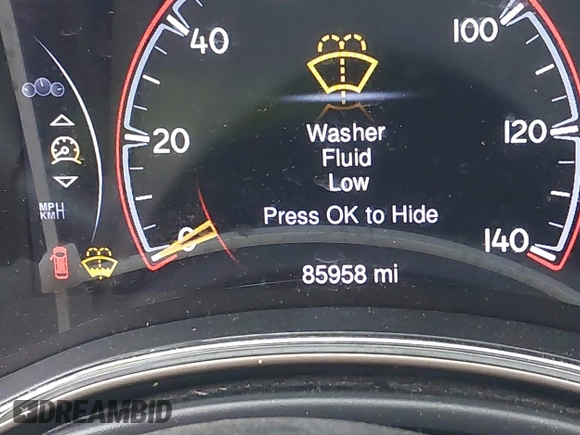 40
100
20
120
Washer
Fluid
Low
Press OK to Hide
MPH
KM/H
0
140
85958 mi
DREAMBID